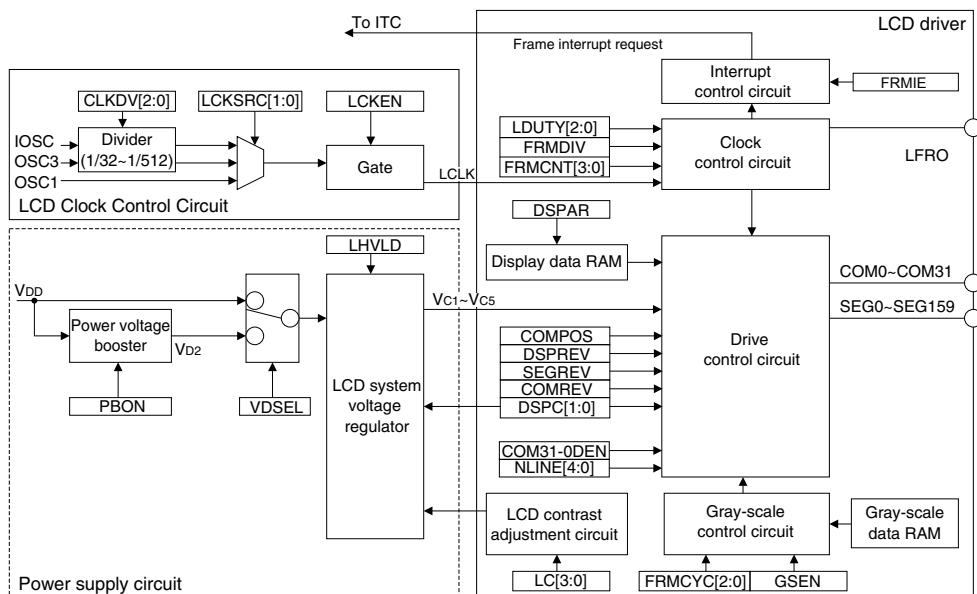 To ITC
LCD driver
Frame interrupt request
Interrupt
control circuit
FRMIE
CLKDV[2:0]
LCKSRC[1:0]
LCKEN
LDUTY[2:0]
FRMDIV
FRMCNT[3:0]
Clock
control circuit
LFRO
IOSC
OSC3
OSC1
Divider
(1/32~1/512)
Gate
LCLK
LCD Clock Control Circuit
DSPAR
Display data RAM
LHVLD
VDD
Power voltage
booster
VD2
PBON
VDSEL
LCD system
voltage
regulator
VC1~VC5
COM0~COM31
SEG0~SEG159
Drive
control circuit
COMPOS
DSPREV
SEGREV
COMREV
DSPC[1:0]
COM31-0DEN
NLINE[4:0]
LCD contrast
adjustment circuit
Gray-scale
control circuit
Gray-scale
data RAM
LC[3:0]
FRMCYC[2:0]
GSEN
Power supply circuit